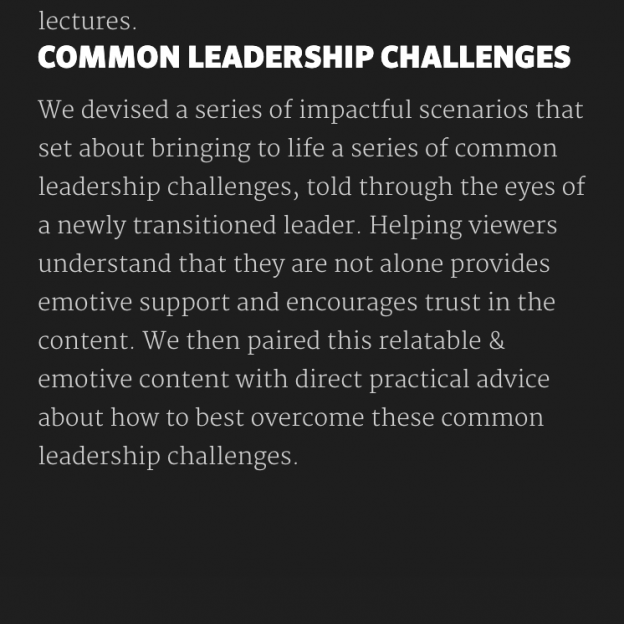 lectures.
COMMON LEADERSHIP CHALLENGES
We devised a series of impactful scenarios that
set about bringing to life a series of common
leadership challenges, told through the eyes of
a newly transitioned leader. Helping viewers
understand that they are not alone provides
emotive support and encourages trust in the
content. We then paired this relatable &
emotive content with direct practical advice
about how to best overcome these common
leadership challenges.